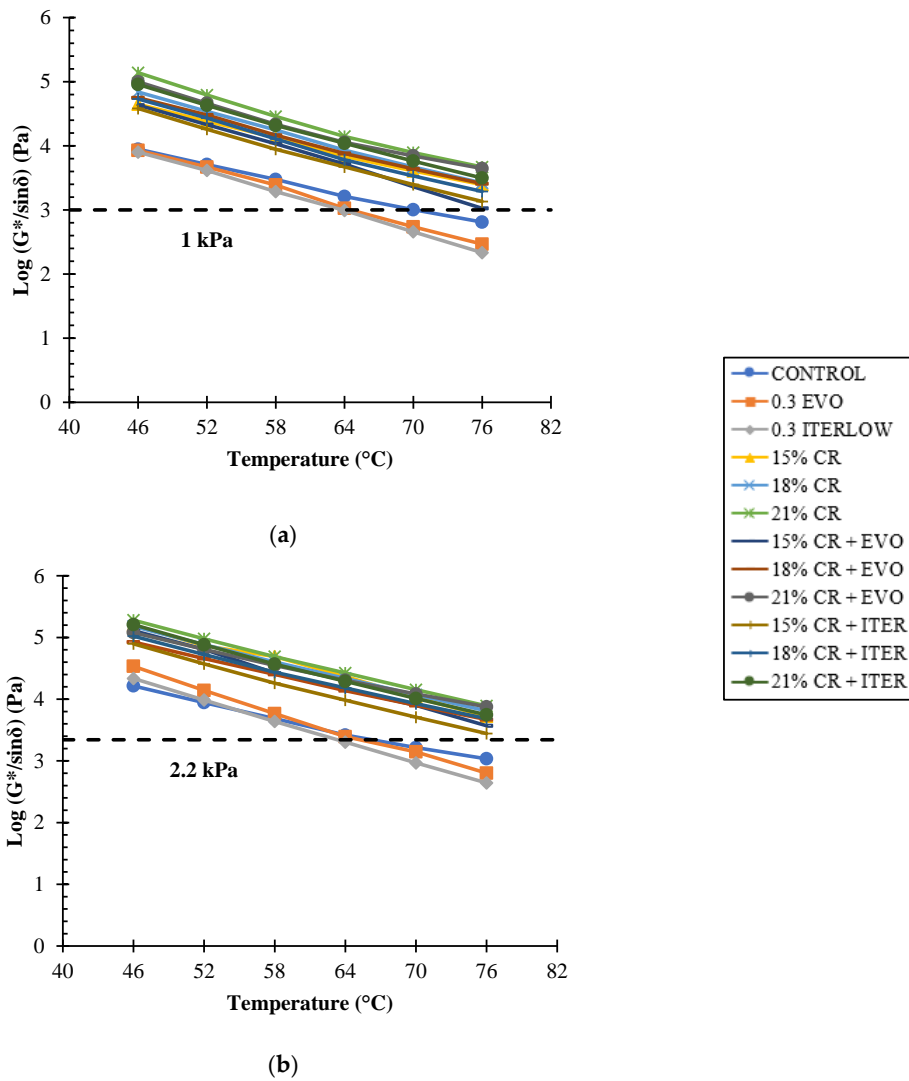 6
5
4
3
2
1
0
Log (G*/sinδ) (Pa)
1 kPa
40 46 52 58 64 70 76 82
Temperature (°C)
(a)
CONTROL
0.3 EVO
0.3 ITERLOW
15% CR
18% CR
21% CR
15% CR + EVO
18% CR + EVO
21% CR + EVO
15% CR + ITER
18% CR + ITER
21% CR + ITER
6
5
4
3
2
1
0
Log (G*/sinδ) (Pa)
2.2 kPa
40 46 52 58 64 70 76 82
Temperature (°C)
(b)